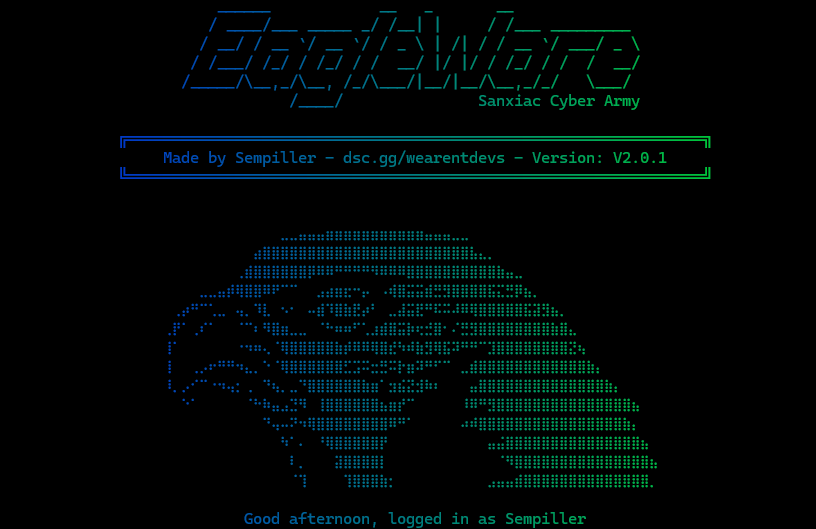 EagleWare
Sanxiac Cyber Army
Made by Sempiller - dsc.gg/wearentdevs - Version: V2.0.1
Good afternoon, logged in as Sempiller